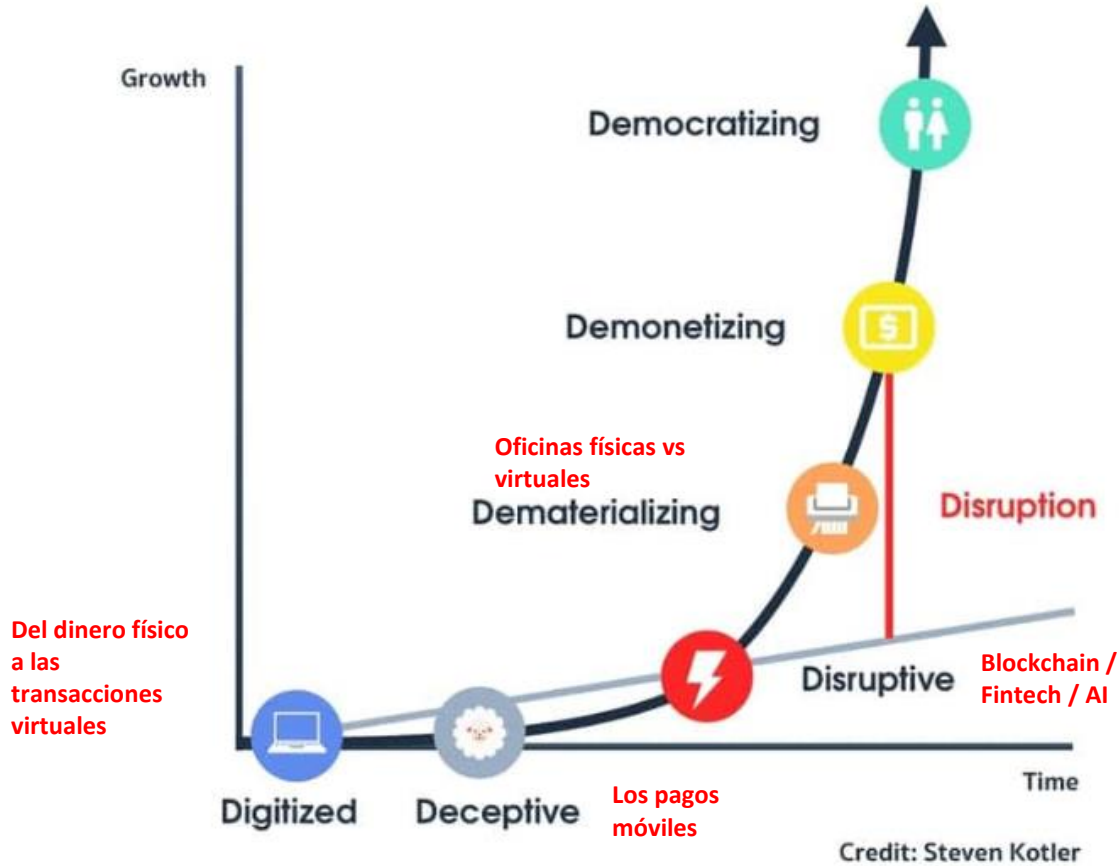 Growth
Democratizing
Demonetizing
Oficinas físicas vs
virtuales
Dematerializing
Disruption
Del dinero físico
a las
transacciones
virtuales
Disruptive
Blockchain /
Fintech / AI
Time
Digitized
Deceptive
Los pagos
móviles
Credit: Steven Kotler
$